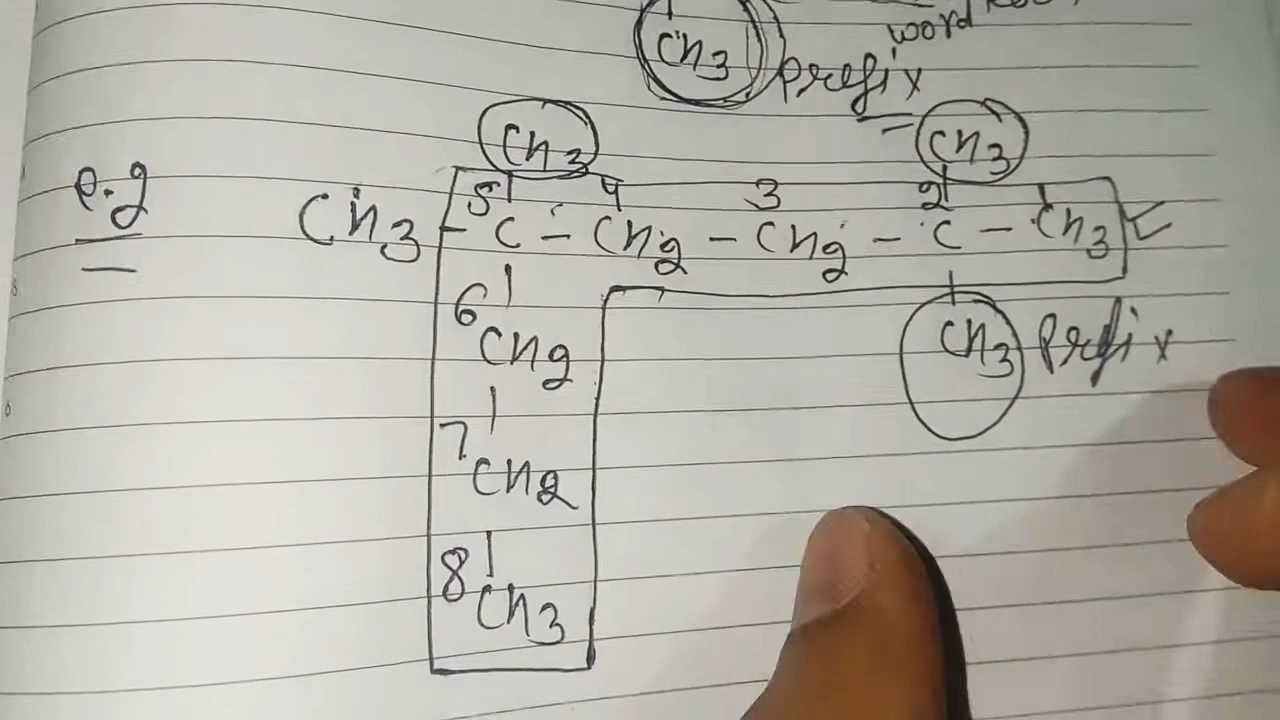 word
CH3 prefix
CH3 CH3
e.g
5 4 3 2 1
CH3 - C - CH2 - CH2 - C - CH3
6
CH2 CH3 Prefix
7
CH2
8
CH3